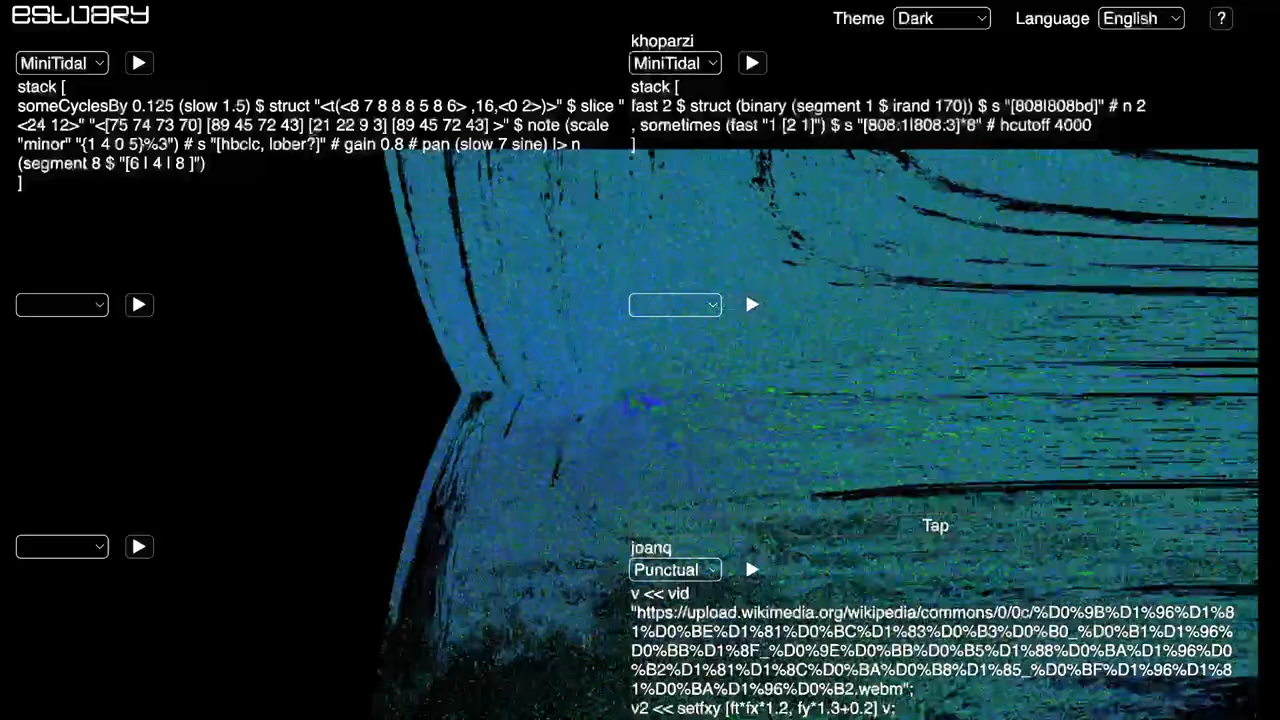 estuary
Theme Dark Language English ?
MiniTidal
stack [
someCyclesBy 0.125 (slow 1.5) $ struct "<t(<8 7 8 8 8 5 8 6> ,16,<0 2>)>" $ slice "
<24 12>" "<[75 74 73 70] [89 45 72 43] [21 22 9 3] [89 45 72 43] >" $ note (scale
"minor" "{1 4 0 5}%3") # s "[hbclc, lober?]" # gain 0.8 # pan (slow 7 sine) |> n
(segment 8 $ "[6 | 4 | 8 ]")
]
khoparzi
MiniTidal
stack [
fast 2 $ struct (binary (segment 1 $ irand 170)) $ s "[808|808bd]" # n 2
, sometimes (fast "1 [2 1]") $ s "[808.1|808.3]*8" # hcutoff 4000
]
Tap
joanq
Punctual
v << vid
"https://upload.wikimedia.org/wikipedia/commons/0/0c/%D0%9B%D1%96%D1%8
1%D0%BE%D1%81%D0%BC%D1%83%D0%B3%D0%B0_%D0%B1%D1%96%
D0%BB%D1%8F_%D0%9E%D0%BB%D0%B5%D1%88%D0%BA%D1%96%D
0%B2%D1%81%D1%8C%D0%BA%D0%B8%D1%85_%D0%BF%D1%96%D1%8
1%D0%BA%D1%96%D0%B2.webm";
v2 << setfxy [ft*fx*1.2, fy*1.3+0.2] v;